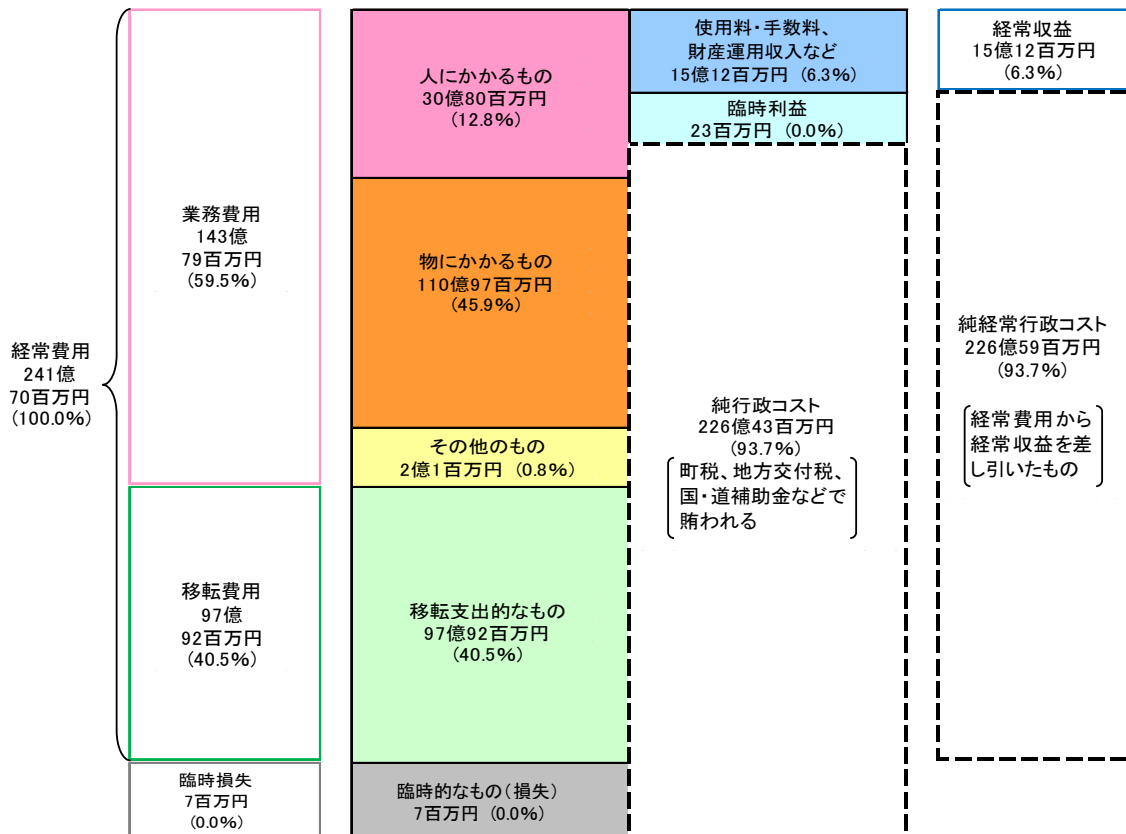 経常費用
241億
70百万円
(100.0%)
業務費用
143億
79百万円
(59.5%)
移転費用
97億
92百万円
(40.5%)
臨時損失
7百万円
(0.0%)
人にかかるもの
30億80百万円
(12.8%)
物にかかるもの
110億97百万円
(45.9%)
その他のもの
2億1百万円 (0.8%)
移転支出的なもの
97億92百万円
(40.5%)
臨時的なもの(損失)
7百万円 (0.0%)
使用料・手数料、
財産運用収入など
15億12百万円 (6.3%)
臨時利益
23百万円 (0.0%)
純行政コスト
226億43百万円
(93.7%)
町税、地方交付税、
国・道補助金などで
賄われる
経常収益
15億12百万円
(6.3%)
純経常行政コスト
226億59百万円
(93.7%)
経常費用から
経常収益を差
し引いたもの